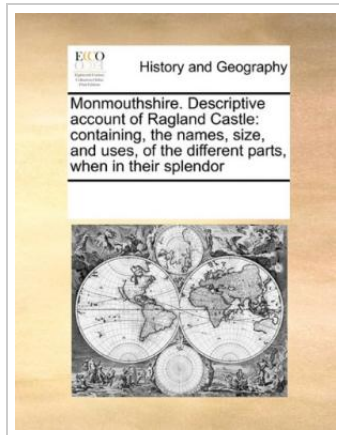 ECCO
History and Geography
Monmouthshire. Descriptive
account of Ragland Castle:
containing, the names, size,
and uses, of the different parts,
when in their splendor